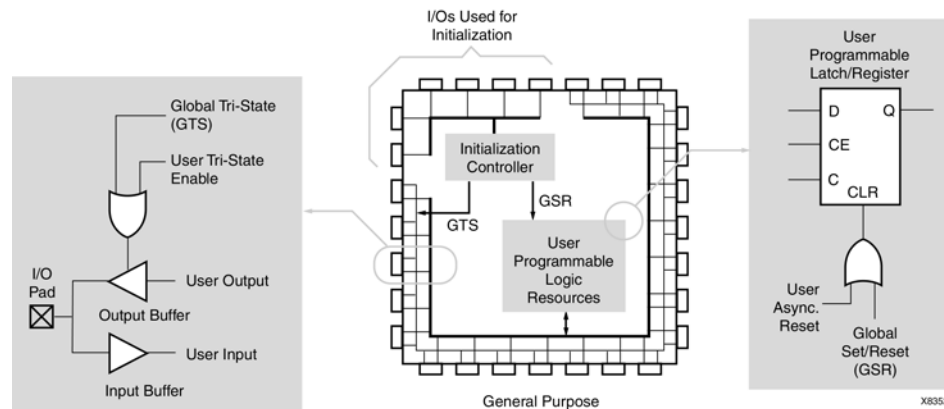 I/Os Used for
Initialization
Global Tri-State
(GTS)
User Tri-State
Enable
I/O
Pad
User Output
Output Buffer
User Input
Input Buffer
Initialization
Controller
GTS
GSR
User
Programmable
Logic
Resources
General Purpose
User
Programmable
Latch/Register
D
Q
CE
C
CLR
User
Async.
Reset
Global
Set/Reset
(GSR)